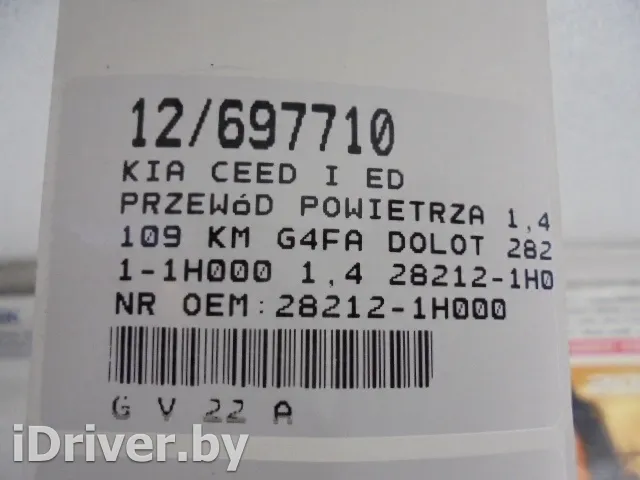 12/697710
KIA CEED I ED
PRZEWóD POWIETRZA 1,4
109 KM G4FA DOLOT 282
1-1H000 1,4 28212-1H0
NR OEM:28212-1H000
G V 22 A
iDriver.by